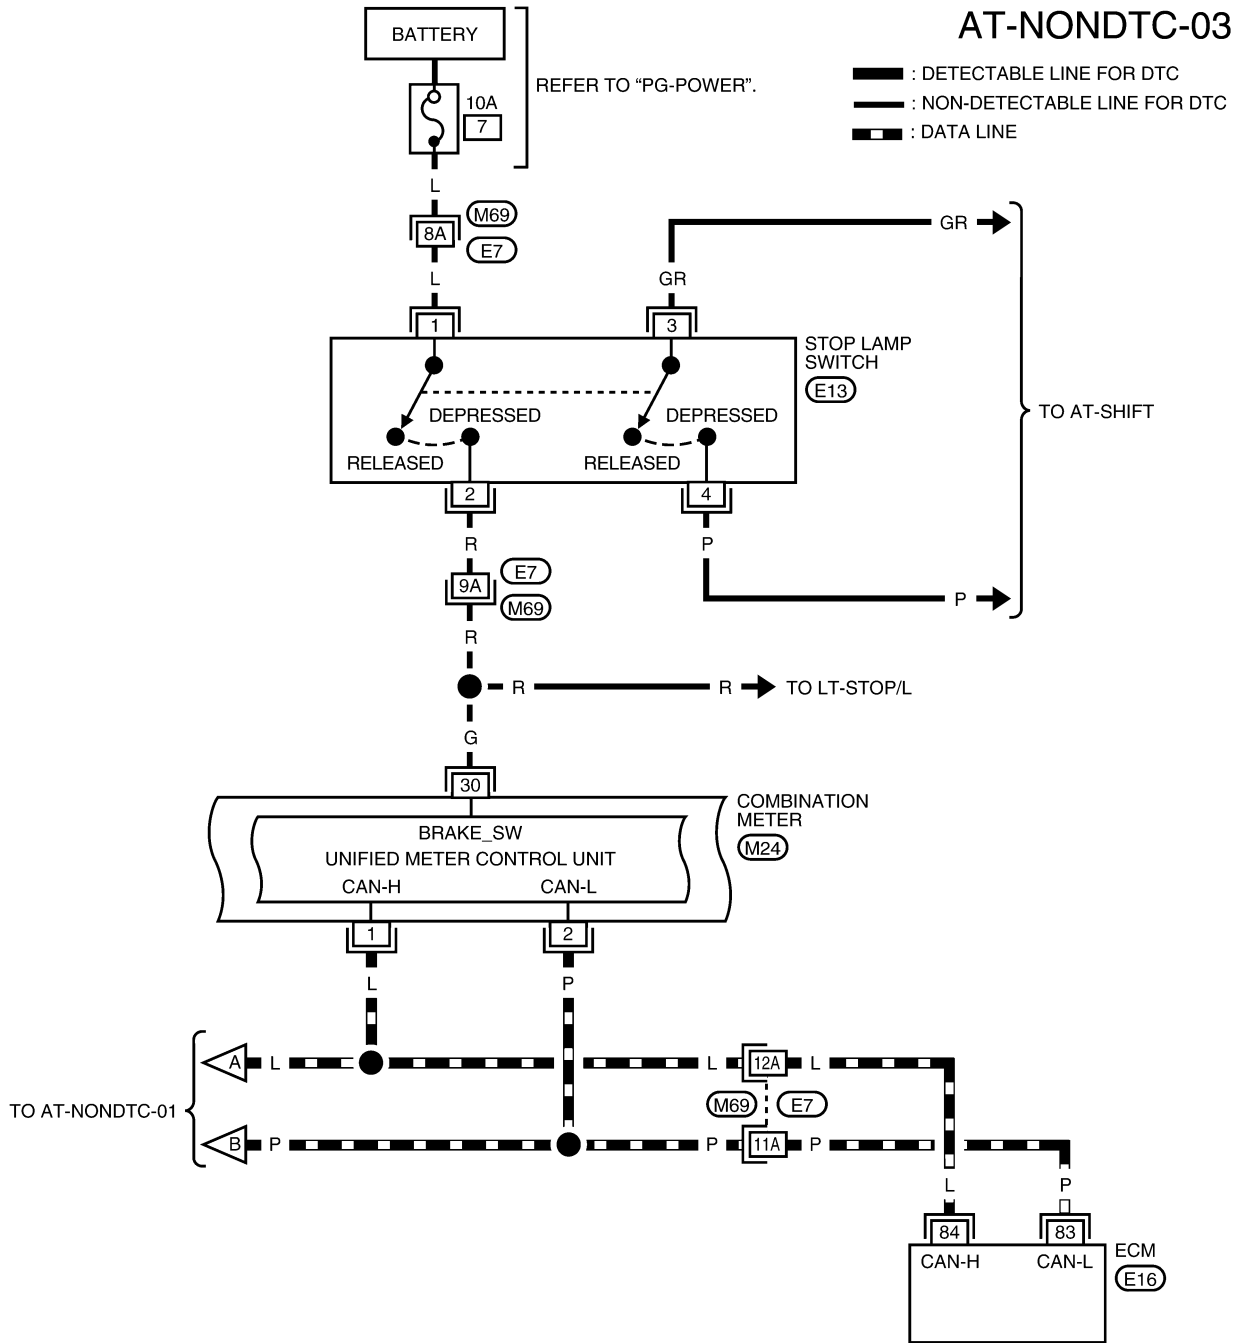 AT-NONDTC-03
: DETECTABLE LINE FOR DTC
: NON-DETECTABLE LINE FOR DTC
: DATA LINE
BATTERY
REFER TO “PG-POWER”.
10A
7
L
M69
8A
E7
L
GR
GR
1
3
STOP LAMP
SWITCH
E13
DEPRESSED
DEPRESSED
RELEASED
RELEASED
TO AT-SHIFT
2
4
R
P
E7
9A
M69
P
R
R
R
TO LT-STOP/L
G
30
COMBINATION
METER
M24
BRAKE_SW
UNIFIED METER CONTROL UNIT
CAN-H
CAN-L
1
2
L
P
TO AT-NONDTC-01
A
L
L
12A
L
M69
E7
B
P
P
11A
P
L
P
84
83
CAN-H
CAN-L
ECM
E16